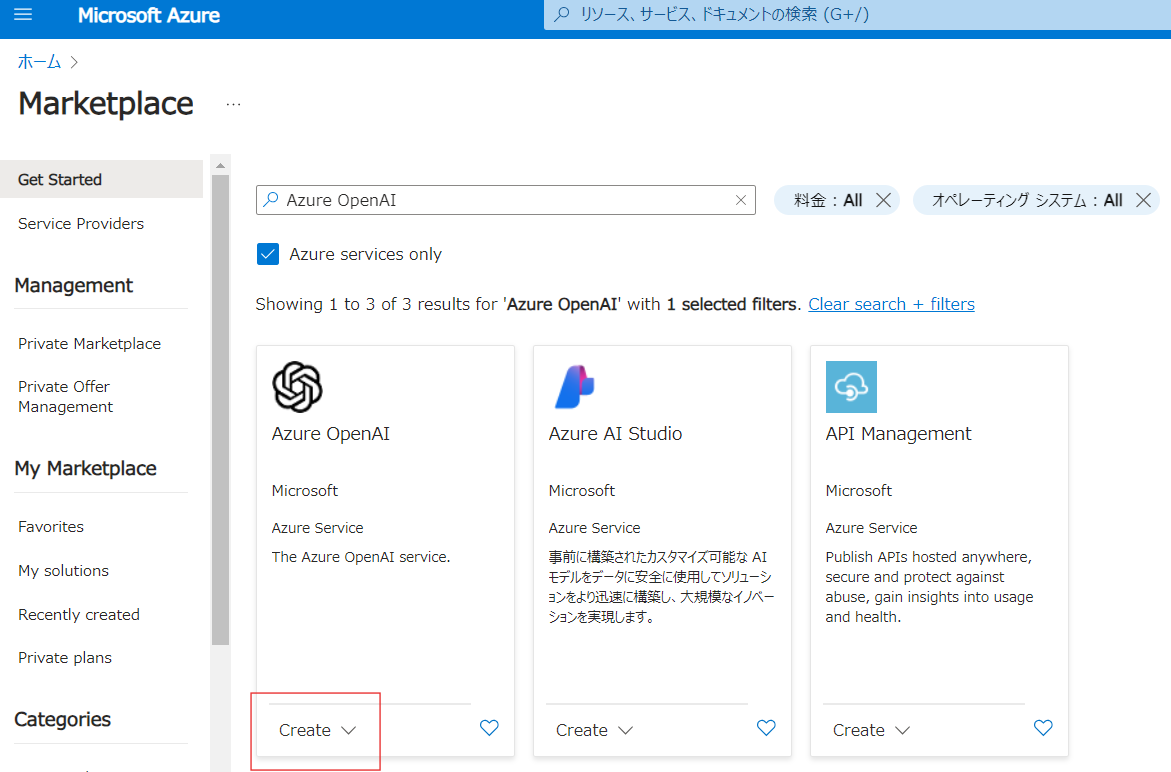 Microsoft Azure
リソース、サービス、ドキュメントの検索 (G+/)
ホーム >
Marketplace ...
Get Started
Service Providers
Management
Private Marketplace
Private Offer
Management
My Marketplace
Favorites
My solutions
Recently created
Private plans
Categories
Azure OpenAI
料金 : All
オペレーティング システム : All
Azure services only
Showing 1 to 3 of 3 results for 'Azure OpenAI' with 1 selected filters. Clear search + filters
Azure OpenAI
Microsoft
Azure Service
The Azure OpenAI service.
Create
Azure AI Studio
Microsoft
Azure Service
事前に構築されたカスタマイズ可能な AI
モデルをデータに安全に使用してソリューシ
ョンをより迅速に構築し、大規模なイノベー
ションを実現します。
Create
API Management
Microsoft
Azure Service
Publish APIs hosted anywhere,
secure and protect against
abuse, gain insights into usage
and health.
Create